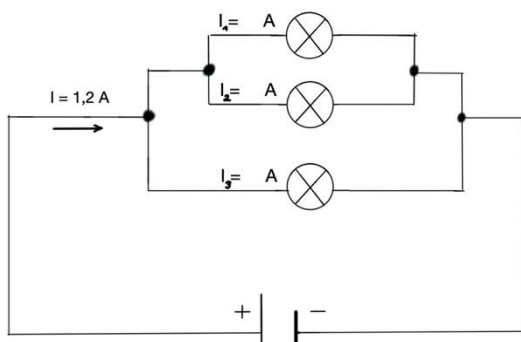 I₁= A
I = 1,2 A
I₂= A
I₃= A
+ −